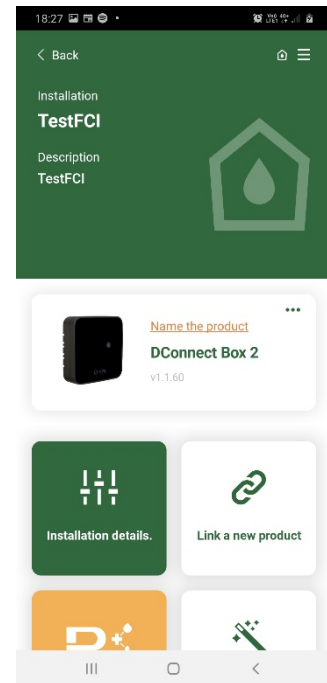 18:27
Back
Installation
TestFCI
Description
TestFCI
Name the product
DConnect Box 2
v1.1.60
Installation details.
Link a new product